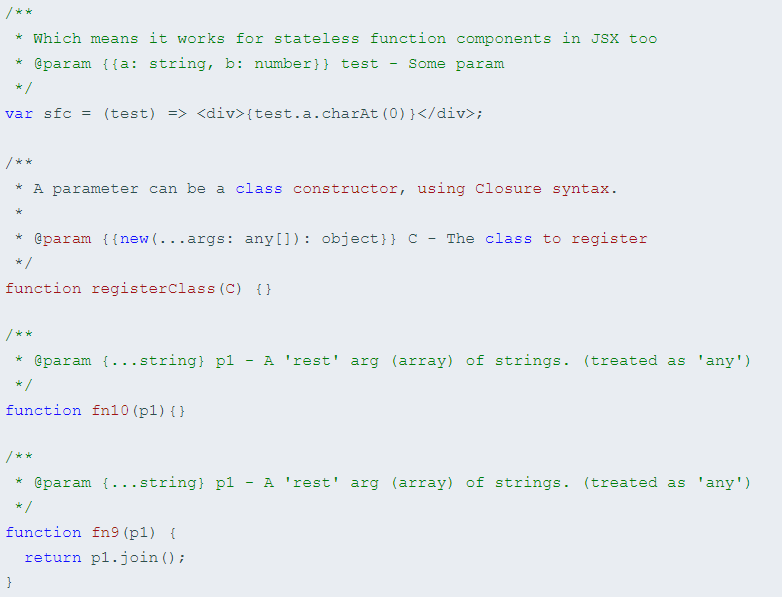 /**
 * Which means it works for stateless function components in JSX too
 * @param {{a: string, b: number}} test - Some param
 */
var sfc = (test) => <div>{test.a.charAt(0)}</div>;

/**
 * A parameter can be a class constructor, using Closure syntax.
 *
 * @param {{new(...args: any[]): object}} C - The class to register
 */
function registerClass(C) {}

/**
 * @param {...string} p1 - A 'rest' arg (array) of strings. (treated as 'any')
 */
function fn10(p1){}

/**
 * @param {...string} p1 - A 'rest' arg (array) of strings. (treated as 'any')
 */
function fn9(p1) {
  return p1.join();
}